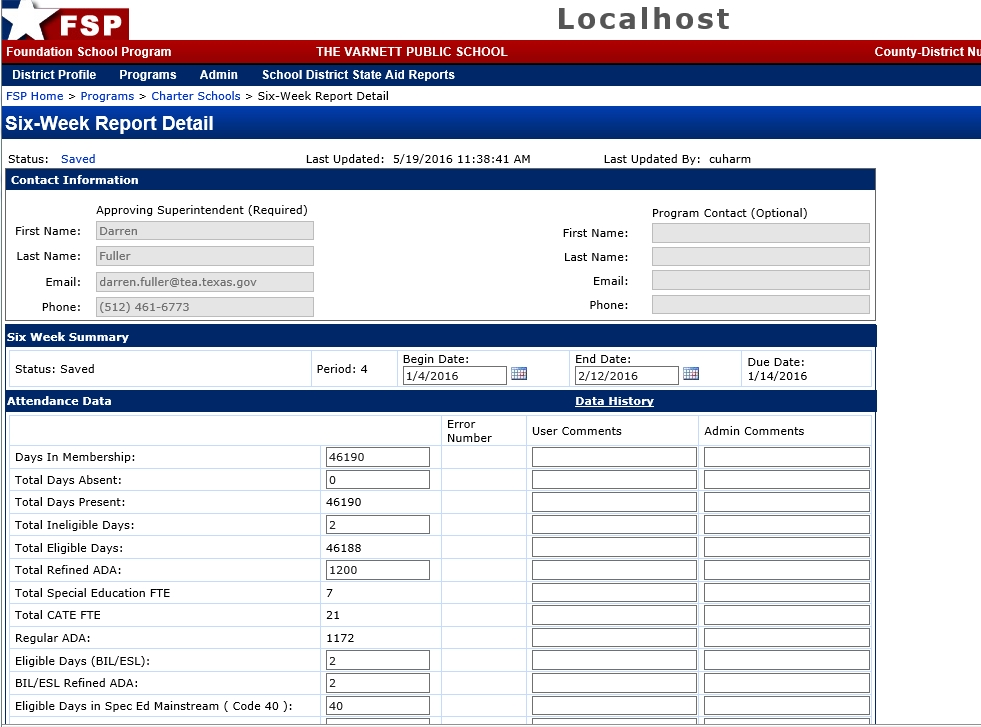 Localhost
FSP
Foundation School Program THE VARNETT PUBLIC SCHOOL County-District Nu
District Profile Programs Admin School District State Aid Reports
FSP Home > Programs > Charter Schools > Six-Week Report Detail
Six-Week Report Detail
Status: Saved Last Updated: 5/19/2016 11:38:41 AM Last Updated By: cuharm
Contact Information
Approving Superintendent (Required) Program Contact (Optional)
First Name: Darren First Name:
Last Name: Fuller Last Name:
Email: darren.fuller@tea.texas.gov Email:
Phone: (512) 461-6773 Phone:
Six Week Summary
Status: Saved Period: 4 Begin Date: 1/4/2016 End Date: 2/12/2016 Due Date: 1/14/2016
Attendance Data Data History
Error Number User Comments Admin Comments
Days In Membership: 46190
Total Days Absent: 0
Total Days Present: 46190
Total Ineligible Days: 2
Total Eligible Days: 46188
Total Refined ADA: 1200
Total Special Education FTE 7
Total CATE FTE 21
Regular ADA: 1172
Eligible Days (BIL/ESL): 2
BIL/ESL Refined ADA: 2
Eligible Days in Spec Ed Mainstream ( Code 40 ): 40